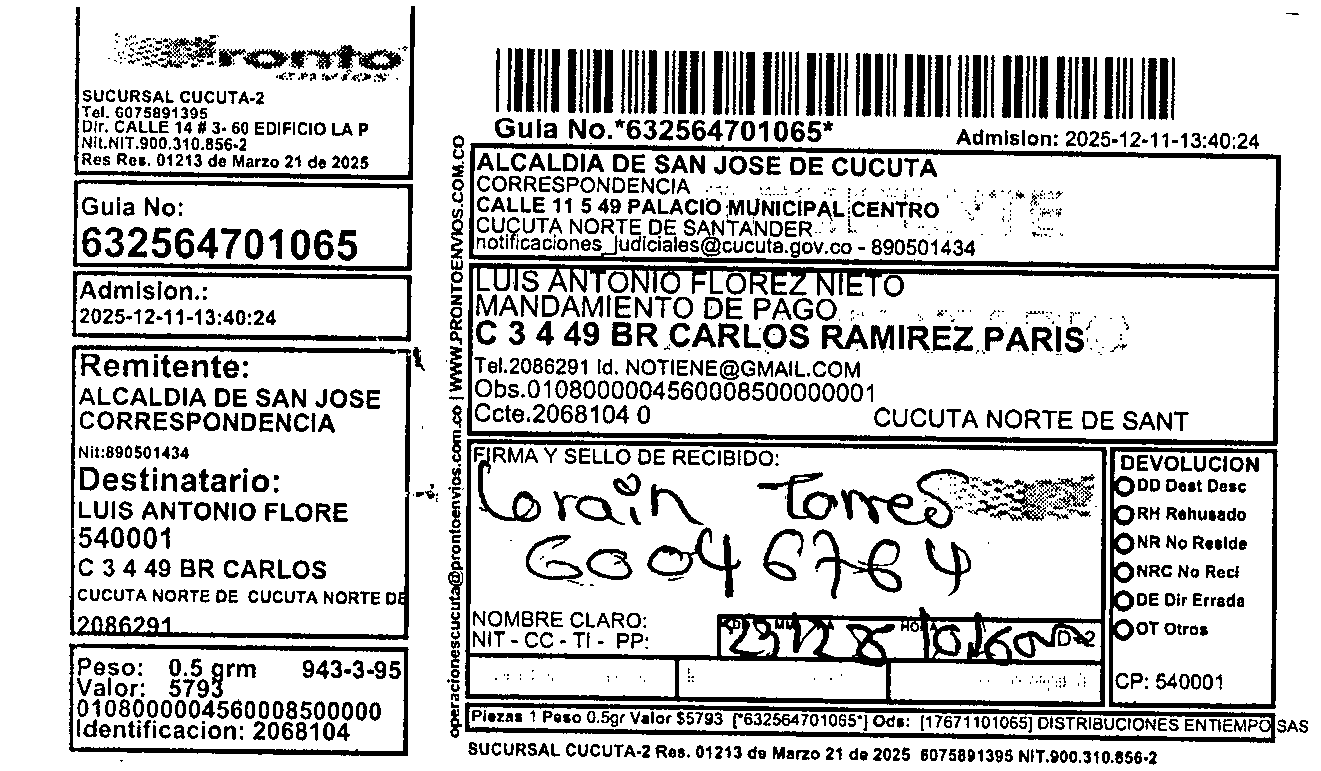 ronto
envios
SUCURSAL CUCUTA-2
Tel. 6075891395
Dir. CALLE 14 # 3- 60 EDIFICIO LA P
Nit.NIT.900.310.856-2
Res Res. 01213 de Marzo 21 de 2025
Guia No:
632564701065
Admision.:
2025-12-11-13:40:24
Remitente:
ALCALDIA DE SAN JOSE
CORRESPONDENCIA
Nit:890501434
Destinatario:
LUIS ANTONIO FLORE
540001
C 3 4 49 BR CARLOS
CUCUTA NORTE DE CUCUTA NORTE DE
2086291
Peso: 0.5 grm 943-3-95
Valor: 5793
0108000004560008500000
Identificacion: 2068104
operacionescucuta@prontoenvios.com.co | WWW.PRONTOENVIOS.COM.CO
Guia No.*632564701065*
Admision: 2025-12-11-13:40:24
ALCALDIA DE SAN JOSE DE CUCUTA
CORRESPONDENCIA
CALLE 11 5 49 PALACIO MUNICIPAL CENTRO
CUCUTA NORTE DE SANTANDER
notificaciones_judiciales@cucuta.gov.co - 890501434
LUIS ANTONIO FLOREZ NIETO
MANDAMIENTO DE PAGO
C 3 4 49 BR CARLOS RAMIREZ PARIS
Tel.2086291 Id. NOTIENE@GMAIL.COM
Obs.0108000004560008500000001
Ccte.2068104 0 CUCUTA NORTE DE SANT
FIRMA Y SELLO DE RECIBIDO:
Lorain Torres
60046764
NOMBRE CLARO:
NIT - CC - TI - PP:
D-2
DEVOLUCION
DD Dest Desc
RH Rehusado
NR No Reside
NRC No Reci
DE Dir Errada
OT Otros
CP: 540001
Piezas 1 Peso 0.5gr Valor $5793 [*632564701065*] Ods: [17671101065] DISTRIBUCIONES ENTIEMPO SAS
SUCURSAL CUCUTA-2 Res. 01213 de Marzo 21 de 2025 6075891395 NIT.900.310.856-2